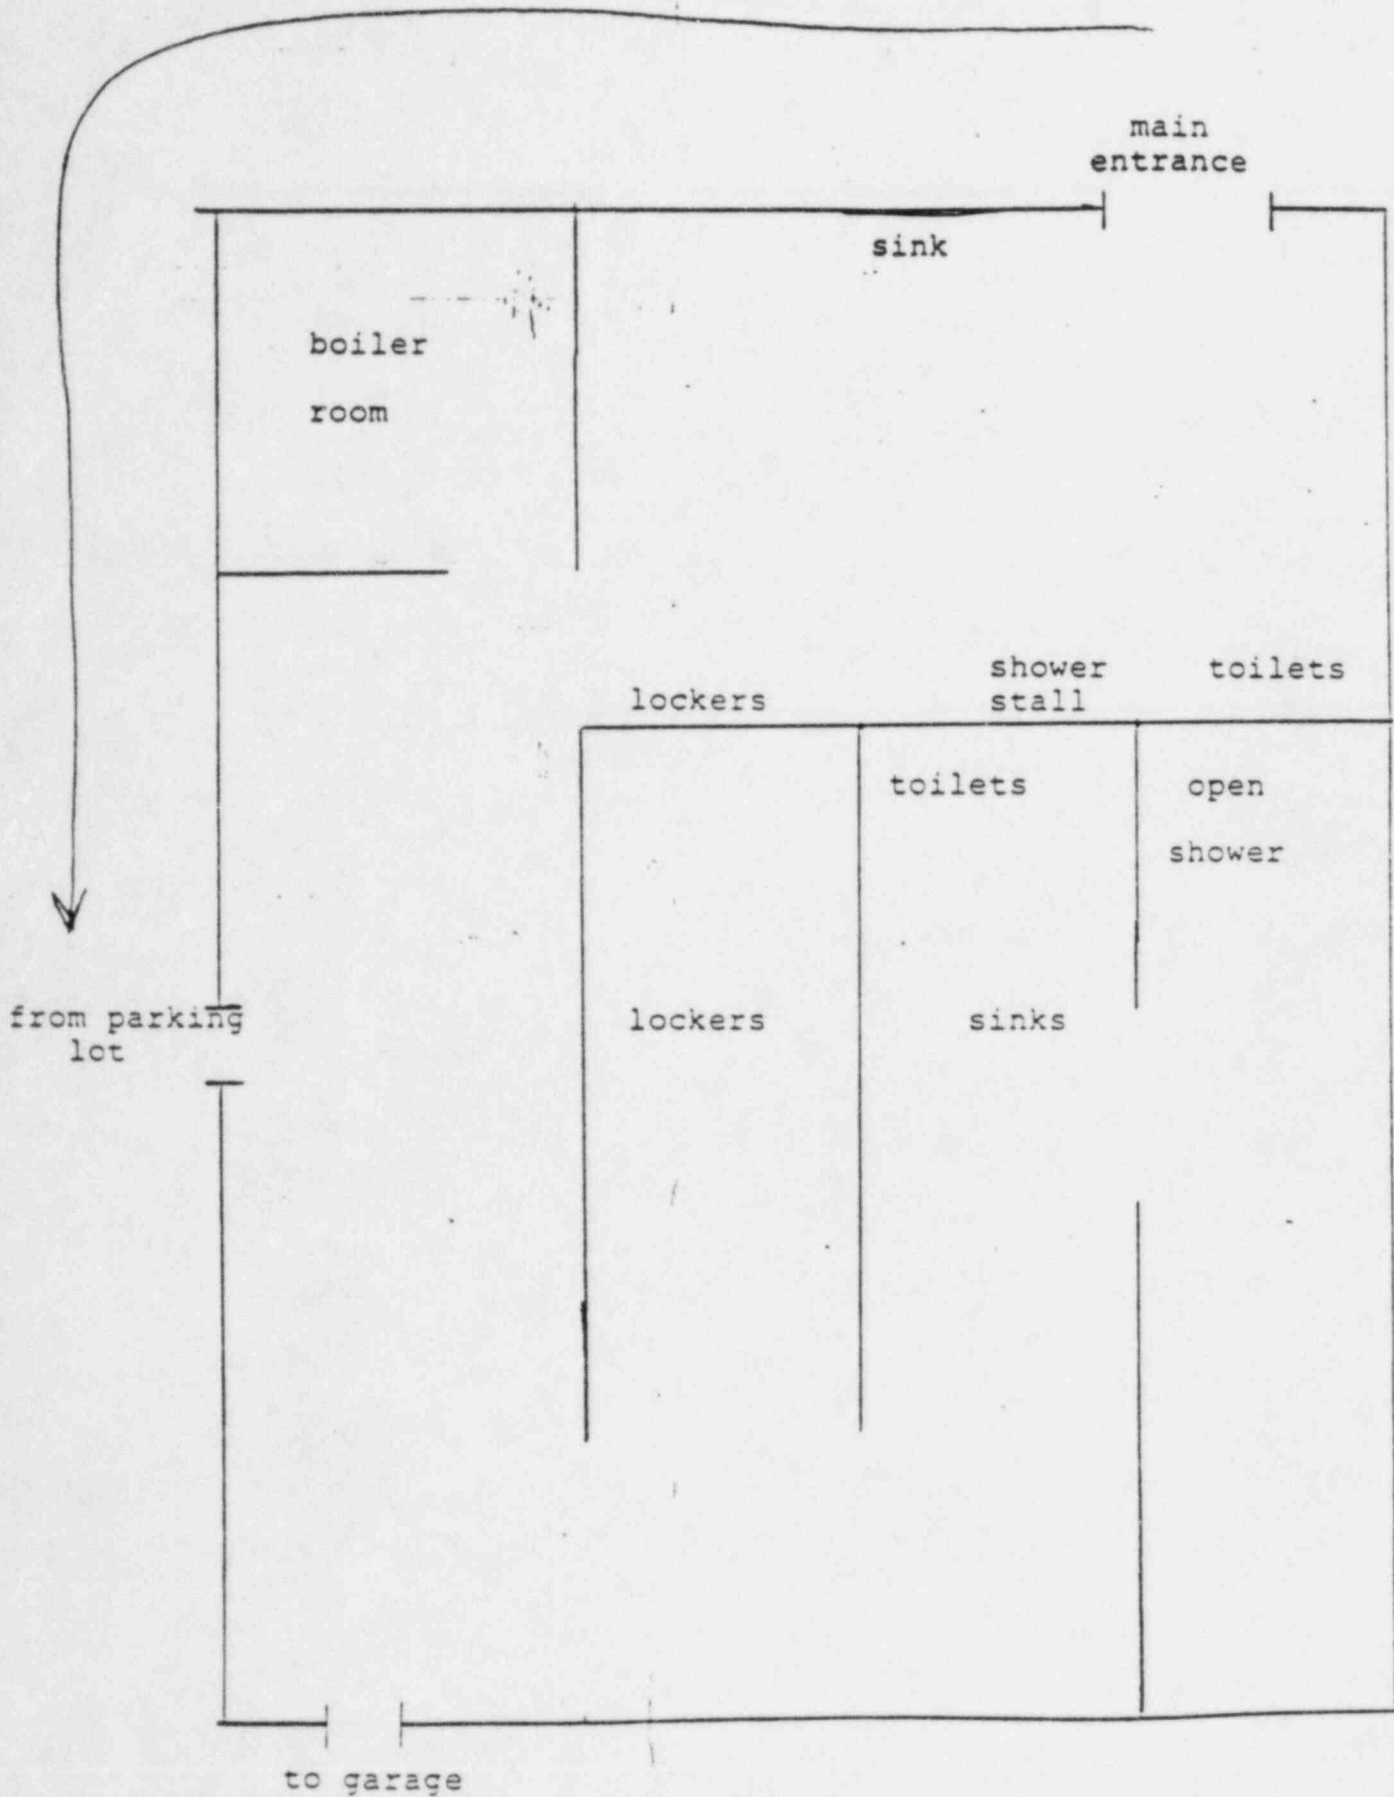 main
entrance
sink
boiler
room
shower
stall
toilets
lockers
toilets
open
shower
lockers
sinks
from parking
lot
to garage